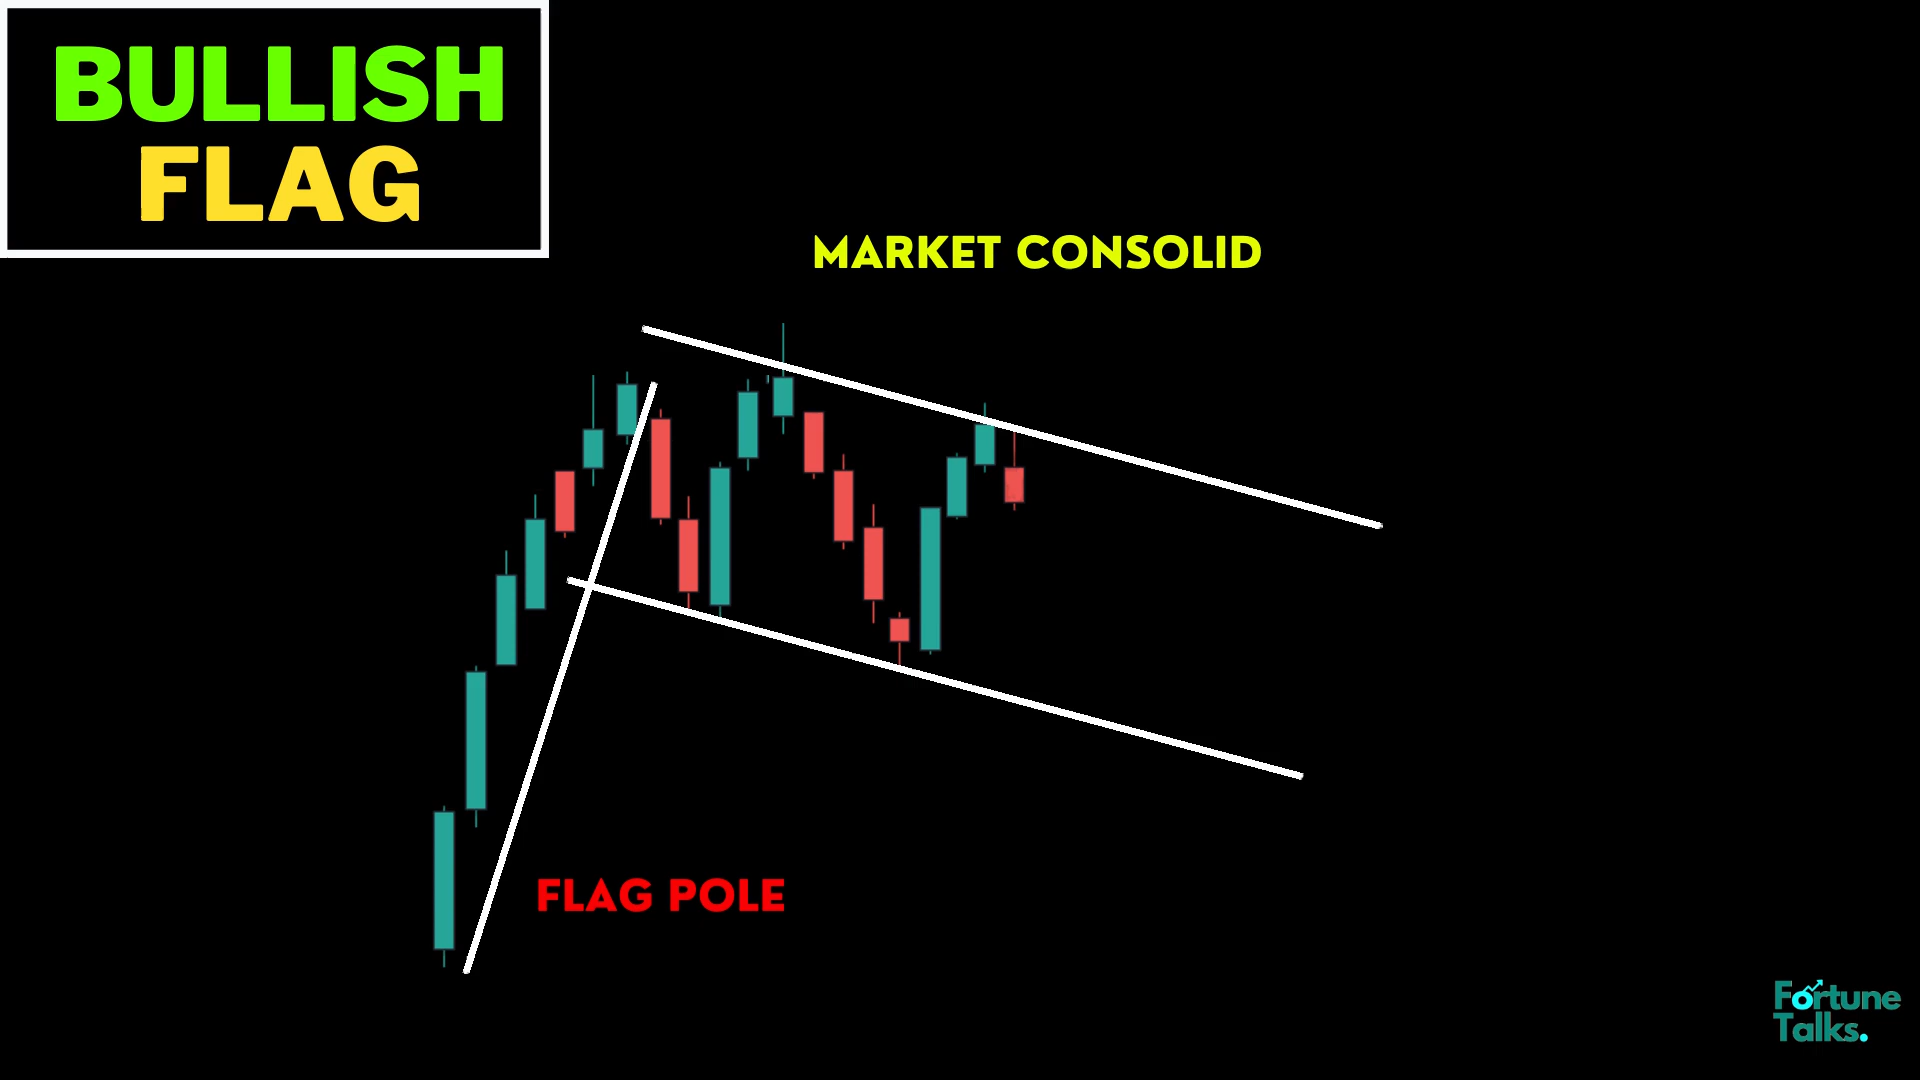 BULLISH
FLAG
MARKET CONSOLID
FLAG POLE
Fortune
Talks.